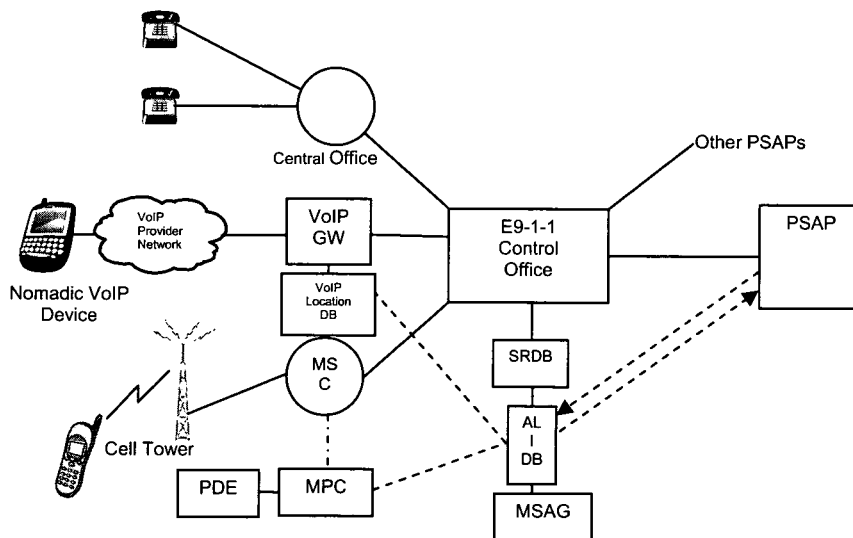 Central Office
Other PSAPs
VoIP
Provider
Network
VoIP
GW
E9-1-1
Control
Office
PSAP
Nomadic VoIP
Device
VoIP
Location
DB
MS
C
SRDB
Cell Tower
AL
I
DB
PDE
MPC
MSAG